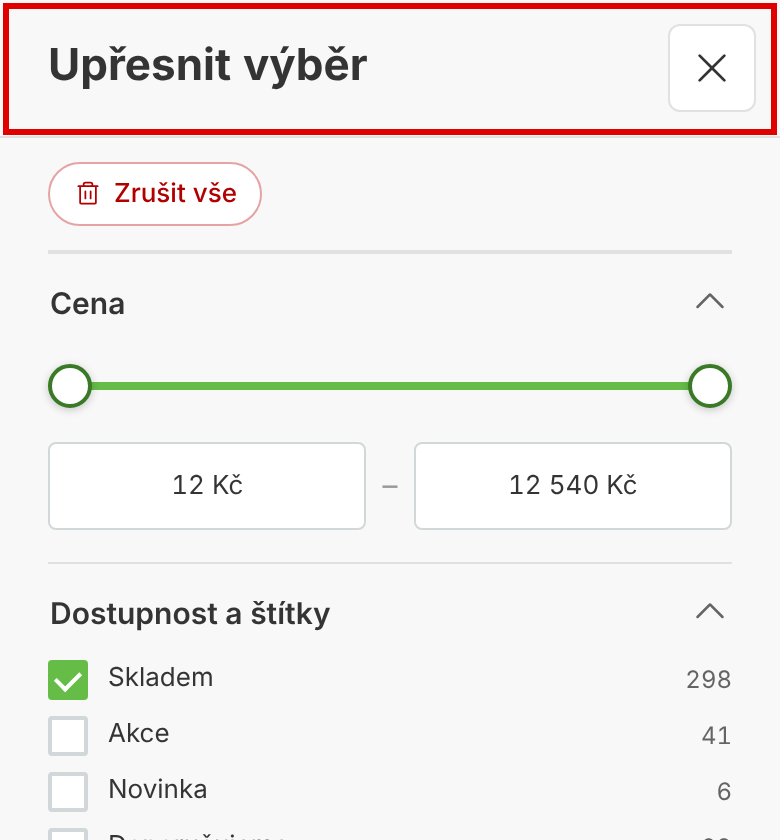 Upřesnit výběr
Zrušit vše
Cena
12 Kč – 12 540 Kč
Dostupnost a štítky
Skladem 298
Akce 41
Novinka 6